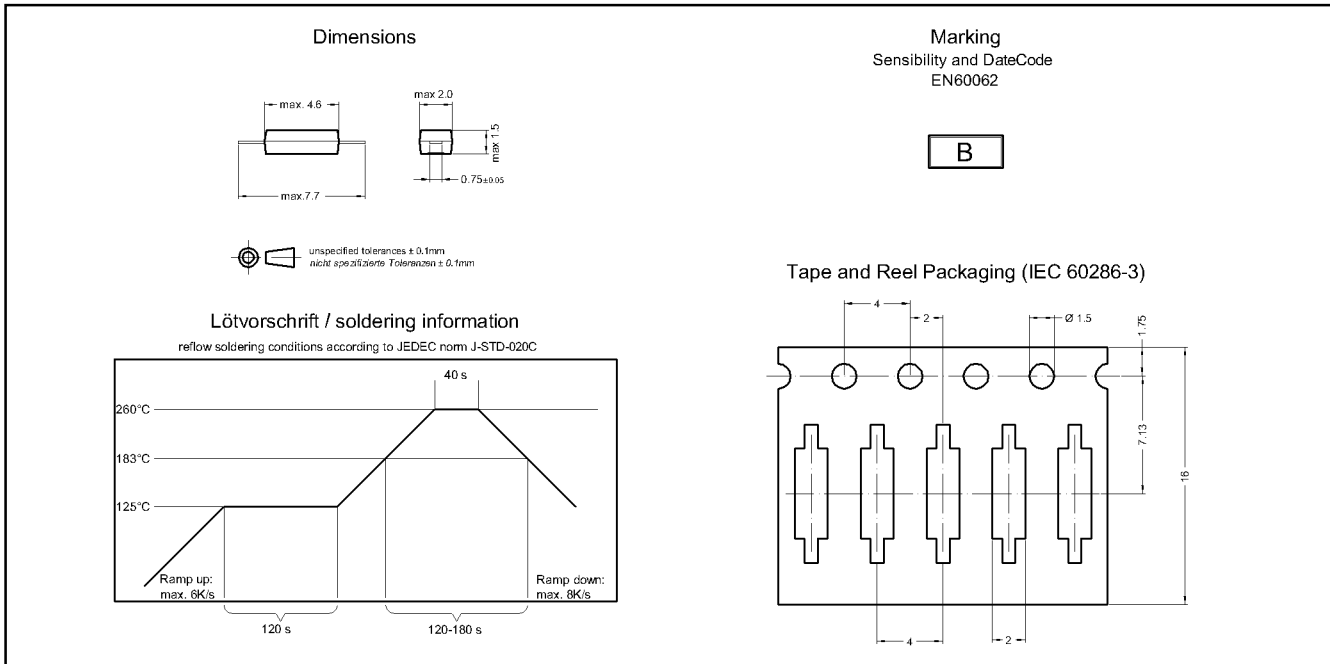 Dimensions
max. 4.6
max 2.0
max 1.5
0.75±0.05
max.7.7
unspecified tolerances ± 0.1mm
nicht spezifizierte Toleranzen ± 0.1mm
Marking
Sensibility and DateCode
EN60062
B
Lötvorschrift / soldering information
reflow soldering conditions according to JEDEC norm J-STD-020C
40 s
260°C
183°C
125°C
Ramp up:
max. 6K/s
Ramp down:
max. 8K/s
120 s
120-180 s
Tape and Reel Packaging (IEC 60286-3)
4
2
Ø 1.5
1.75
7.13
16
4
2